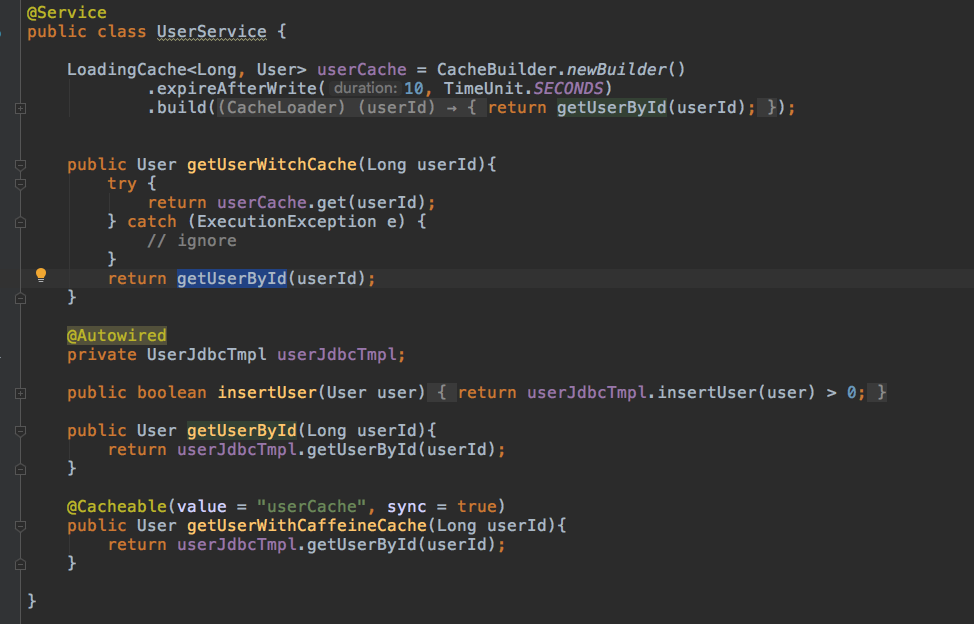 @Service
public class UserService {
LoadingCache<Long, User> userCache = CacheBuilder.newBuilder()
.expireAfterWrite( duration: 10, TimeUnit.SECONDS)
.build((CacheLoader) (userId) → { return getUserById(userId); });
public User getUserWitchCache(Long userId){
try {
return userCache.get(userId);
} catch (ExecutionException e) {
// ignore
}
return getUserById(userId);
}
@Autowired
private UserJdbcTmpl userJdbcTmpl;
public boolean insertUser(User user) { return userJdbcTmpl.insertUser(user) > 0; }
public User getUserById(Long userId){
return userJdbcTmpl.getUserById(userId);
}
@Cacheable(value = "userCache", sync = true)
public User getUserWithCaffeineCache(Long userId){
return userJdbcTmpl.getUserById(userId);
}
}